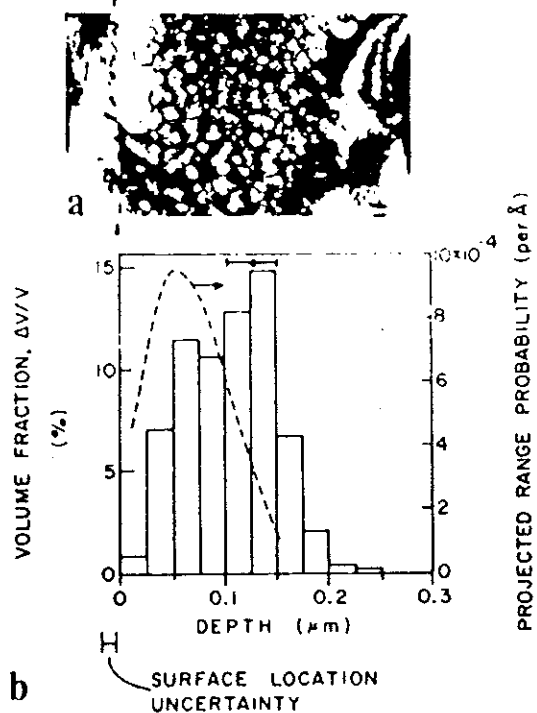 a
VOLUME FRACTION, ΔV/V
(%)
15
10
5
0
10×10⁻⁴
8
6
4
2
0
PROJECTED RANGE PROBABILITY (per Å)
0
0.1
0.2
0.3
DEPTH (μm)
b
SURFACE LOCATION
UNCERTAINTY